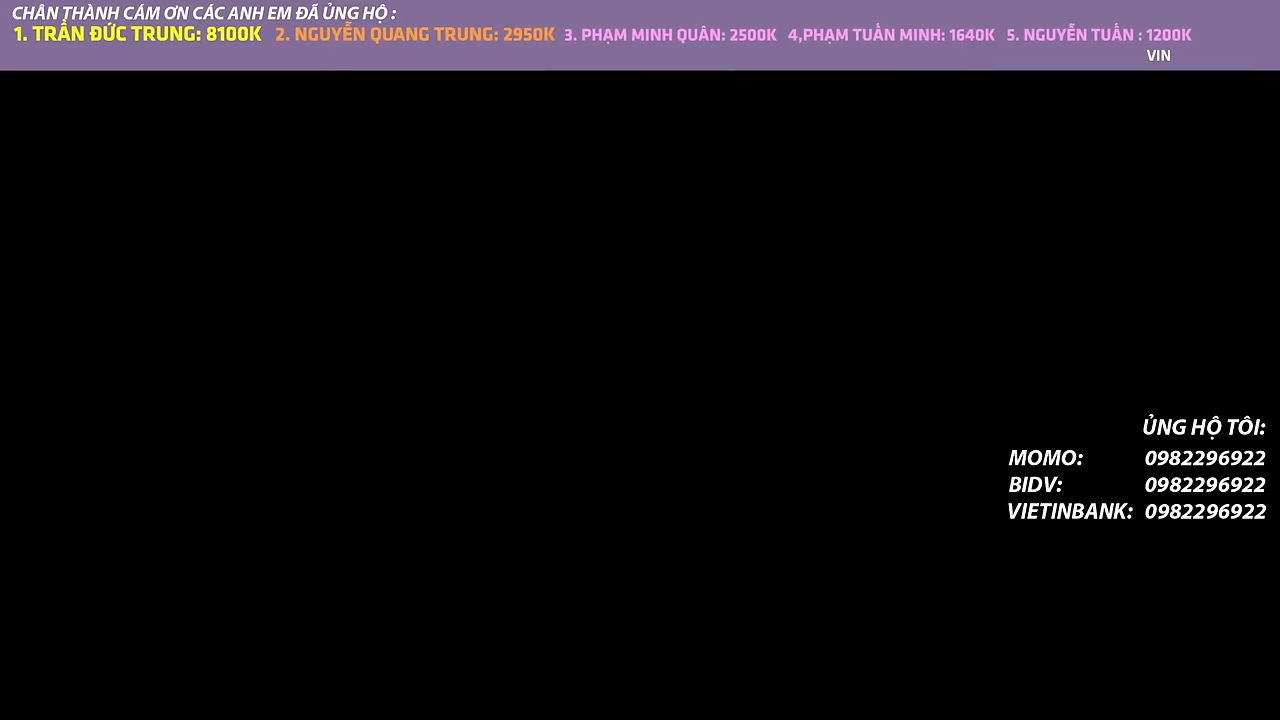 CHÂN THÀNH CÁM ƠN CÁC ANH EM ĐÃ ỦNG HỘ :
1. TRẦN ĐỨC TRUNG: 8100K 2. NGUYỄN QUANG TRUNG: 2950K 3. PHẠM MINH QUÂN: 2500K 4,PHẠM TUẤN MINH: 1640K 5. NGUYỄN TUẤN : 1200K
VIN
ỦNG HỘ TÔI:
MOMO: 0982296922
BIDV: 0982296922
VIETINBANK: 0982296922